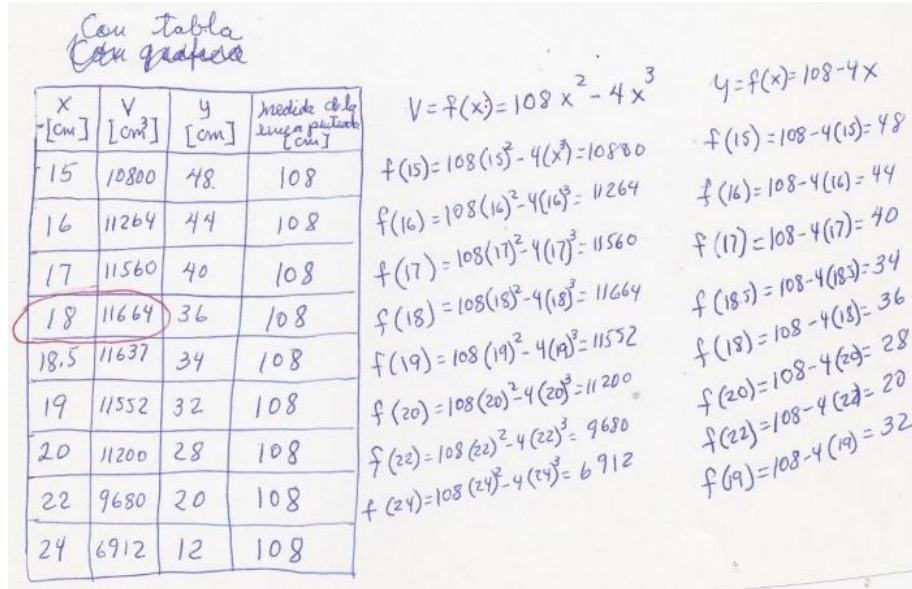 Con tabla
Con grafica
x [cm] V [cm³] y [cm] medida de la linea punteada [cm]
15 10800 48 108
16 11264 44 108
17 11560 40 108
18 11664 36 108
18.5 11637 34 108
19 11552 32 108
20 11200 28 108
22 9680 20 108
24 6912 12 108
V=f(x)=108x²-4x³
f(15)=108(15)²-4(x³)=10800
f(16)=108(16)²-4(16)³=11264
f(17)=108(17)²-4(17)³=11560
f(18)=108(18)²-4(18)³=11664
f(19)=108(19)²-4(19)³=11552
f(20)=108(20)²-4(20)³=11200
f(22)=108(22)²-4(22)³=9680
f(24)=108(24)²-4(24)³=6912
y=f(x)=108-4x
f(15)=108-4(15)=48
f(16)=108-4(16)=44
f(17)=108-4(17)=40
f(18.5)=108-4(18.5)=34
f(18)=108-4(18)=36
f(20)=108-4(20)=28
f(22)=108-4(22)=20
f(19)=108-4(19)=32